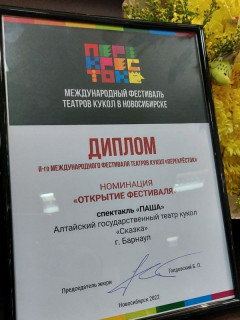 ПЕРЕ
КРЕС
ТОК
МЕЖДУНАРОДНЫЙ ФЕСТИВАЛЬ
ТЕАТРОВ КУКОЛ В НОВОСИБИРСКЕ
ДИПЛОМ
II-го МЕЖДУНАРОДНОГО ФЕСТИВАЛЯ ТЕАТРОВ КУКОЛ «ПЕРЕКРЁСТОК»
НОМИНАЦИЯ
«ОТКРЫТИЕ ФЕСТИВАЛЯ»
спектакль «ПАША»
Алтайский государственный театр кукол
«Сказка»
г. Барнаул
Председатель жюри
Новосибирск 2022